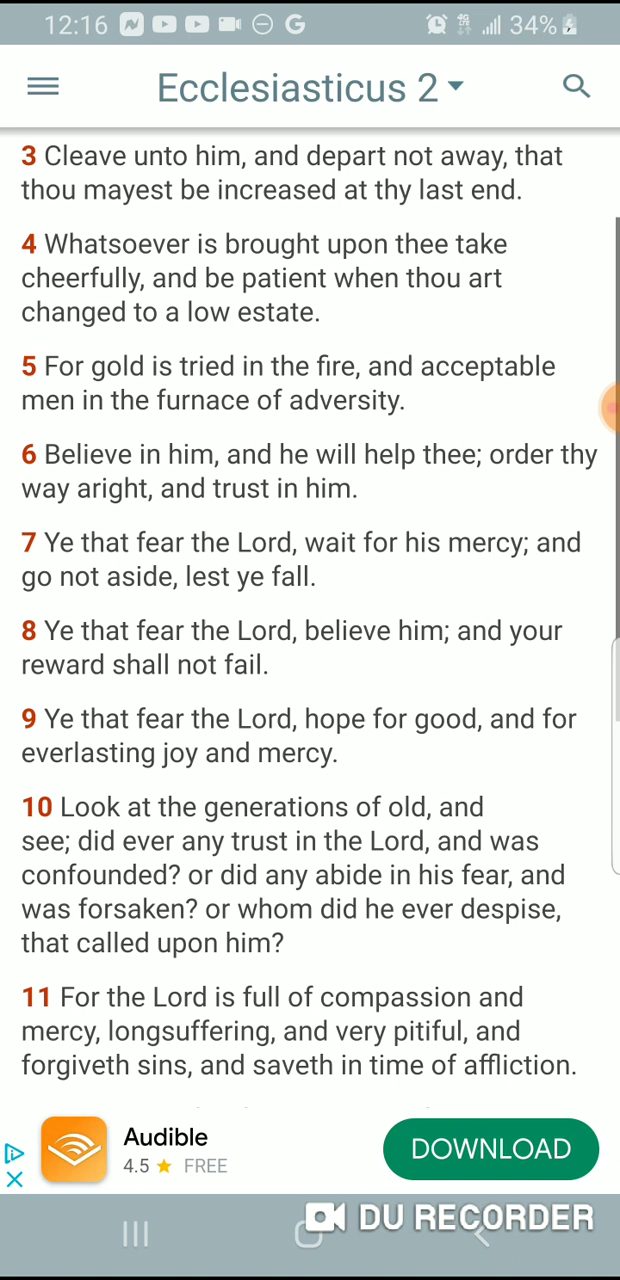 12:16
34%
Ecclesiasticus 2
3 Cleave unto him, and depart not away, that
thou mayest be increased at thy last end.
4 Whatsoever is brought upon thee take
cheerfully, and be patient when thou art
changed to a low estate.
5 For gold is tried in the fire, and acceptable
men in the furnace of adversity.
6 Believe in him, and he will help thee; order thy
way aright, and trust in him.
7 Ye that fear the Lord, wait for his mercy; and
go not aside, lest ye fall.
8 Ye that fear the Lord, believe him; and your
reward shall not fail.
9 Ye that fear the Lord, hope for good, and for
everlasting joy and mercy.
10 Look at the generations of old, and
see; did ever any trust in the Lord, and was
confounded? or did any abide in his fear, and
was forsaken? or whom did he ever despise,
that called upon him?
11 For the Lord is full of compassion and
mercy, longsuffering, and very pitiful, and
forgiveth sins, and saveth in time of affliction.
Audible
4.5 ★ FREE
DOWNLOAD
DU RECORDER